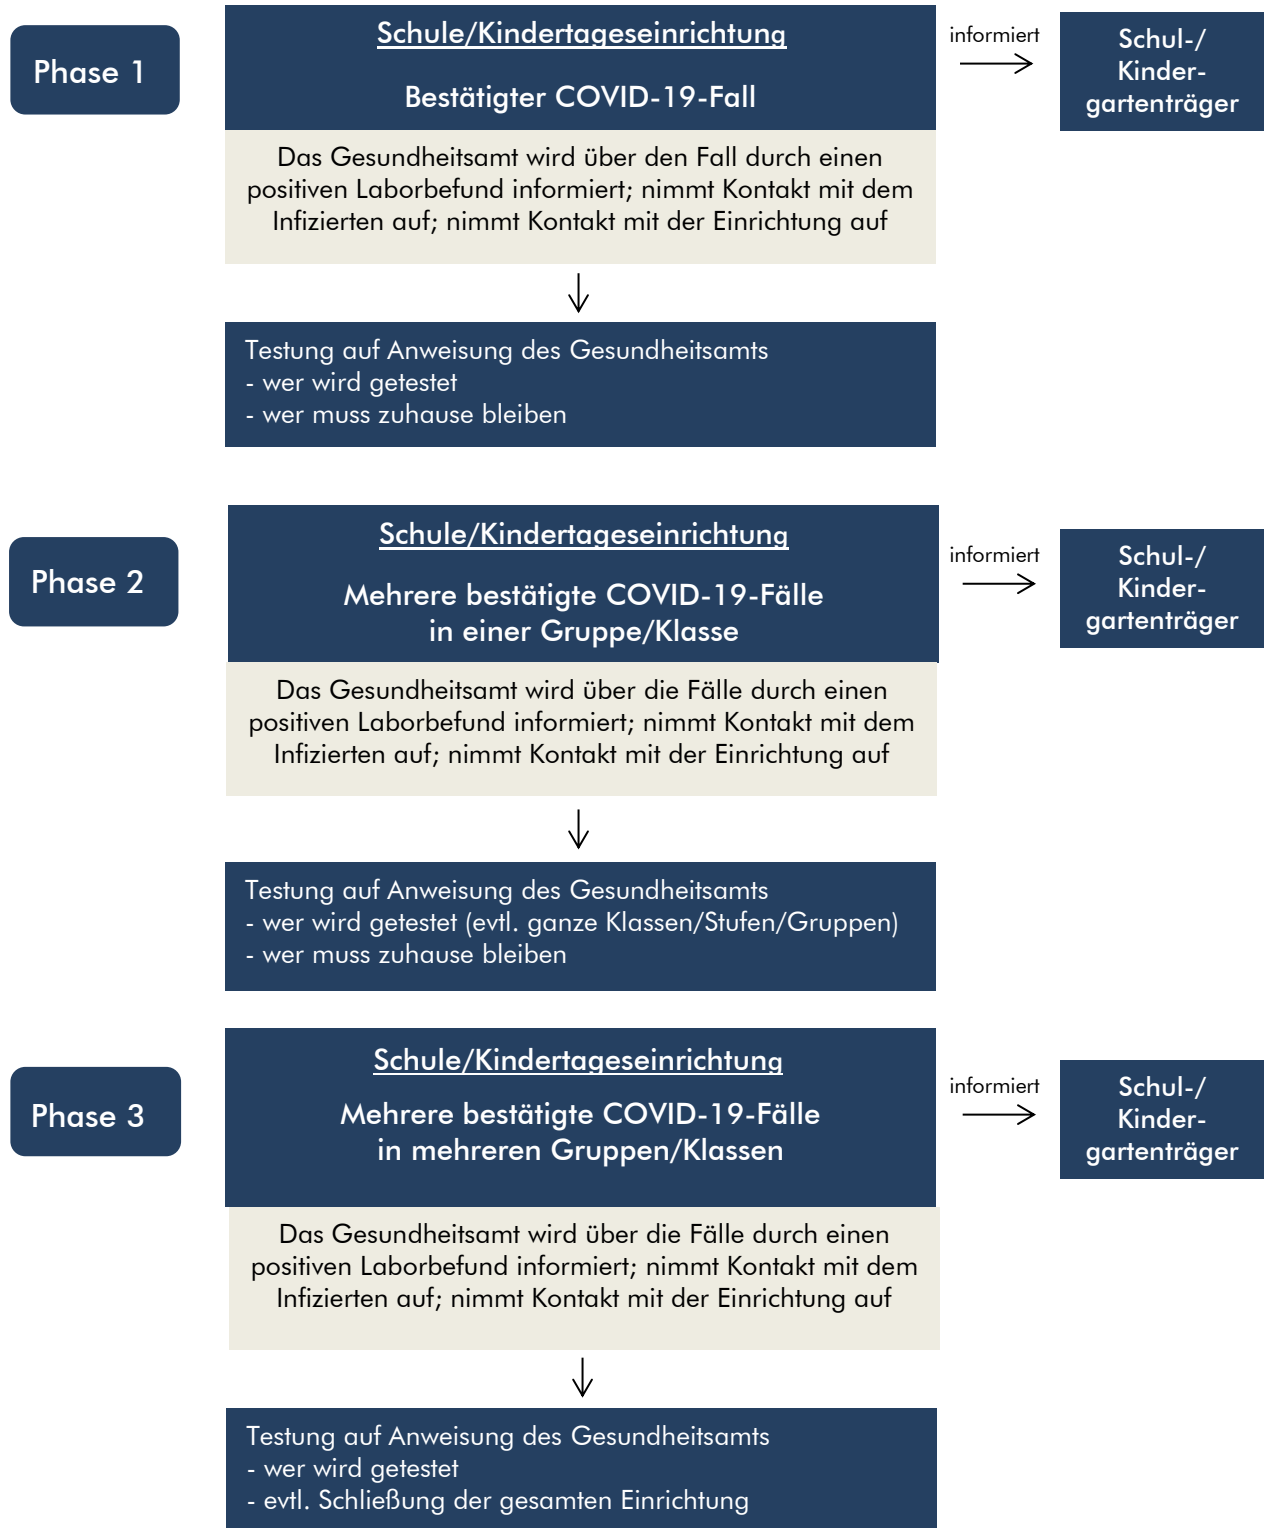 Phase 1
Schule/Kindertageseinrichtung
Bestätigter COVID-19-Fall
informiert
Schul-/
Kinder-
gartenträger
Das Gesundheitsamt wird über den Fall durch einen
positiven Laborbefund informiert; nimmt Kontakt mit dem
Infizierten auf; nimmt Kontakt mit der Einrichtung auf
Testung auf Anweisung des Gesundheitsamts
- wer wird getestet
- wer muss zuhause bleiben
Phase 2
Schule/Kindertageseinrichtung
Mehrere bestätigte COVID-19-Fälle
in einer Gruppe/Klasse
informiert
Schul-/
Kinder-
gartenträger
Das Gesundheitsamt wird über die Fälle durch einen
positiven Laborbefund informiert; nimmt Kontakt mit dem
Infizierten auf; nimmt Kontakt mit der Einrichtung auf
Testung auf Anweisung des Gesundheitsamts
- wer wird getestet (evtl. ganze Klassen/Stufen/Gruppen)
- wer muss zuhause bleiben
Phase 3
Schule/Kindertageseinrichtung
Mehrere bestätigte COVID-19-Fälle
in mehreren Gruppen/Klassen
informiert
Schul-/
Kinder-
gartenträger
Das Gesundheitsamt wird über die Fälle durch einen
positiven Laborbefund informiert; nimmt Kontakt mit dem
Infizierten auf; nimmt Kontakt mit der Einrichtung auf
Testung auf Anweisung des Gesundheitsamts
- wer wird getestet
- evtl. Schließung der gesamten Einrichtung